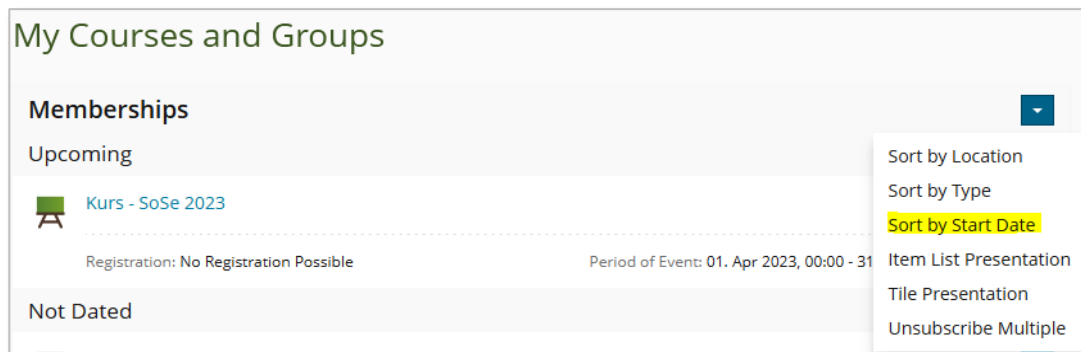 My Courses and Groups
Memberships
Upcoming
Kurs - SoSe 2023
Registration: No Registration Possible
Period of Event: 01. Apr 2023, 00:00 - 31
Not Dated
Sort by Location
Sort by Type
Sort by Start Date
Item List Presentation
Tile Presentation
Unsubscribe Multiple